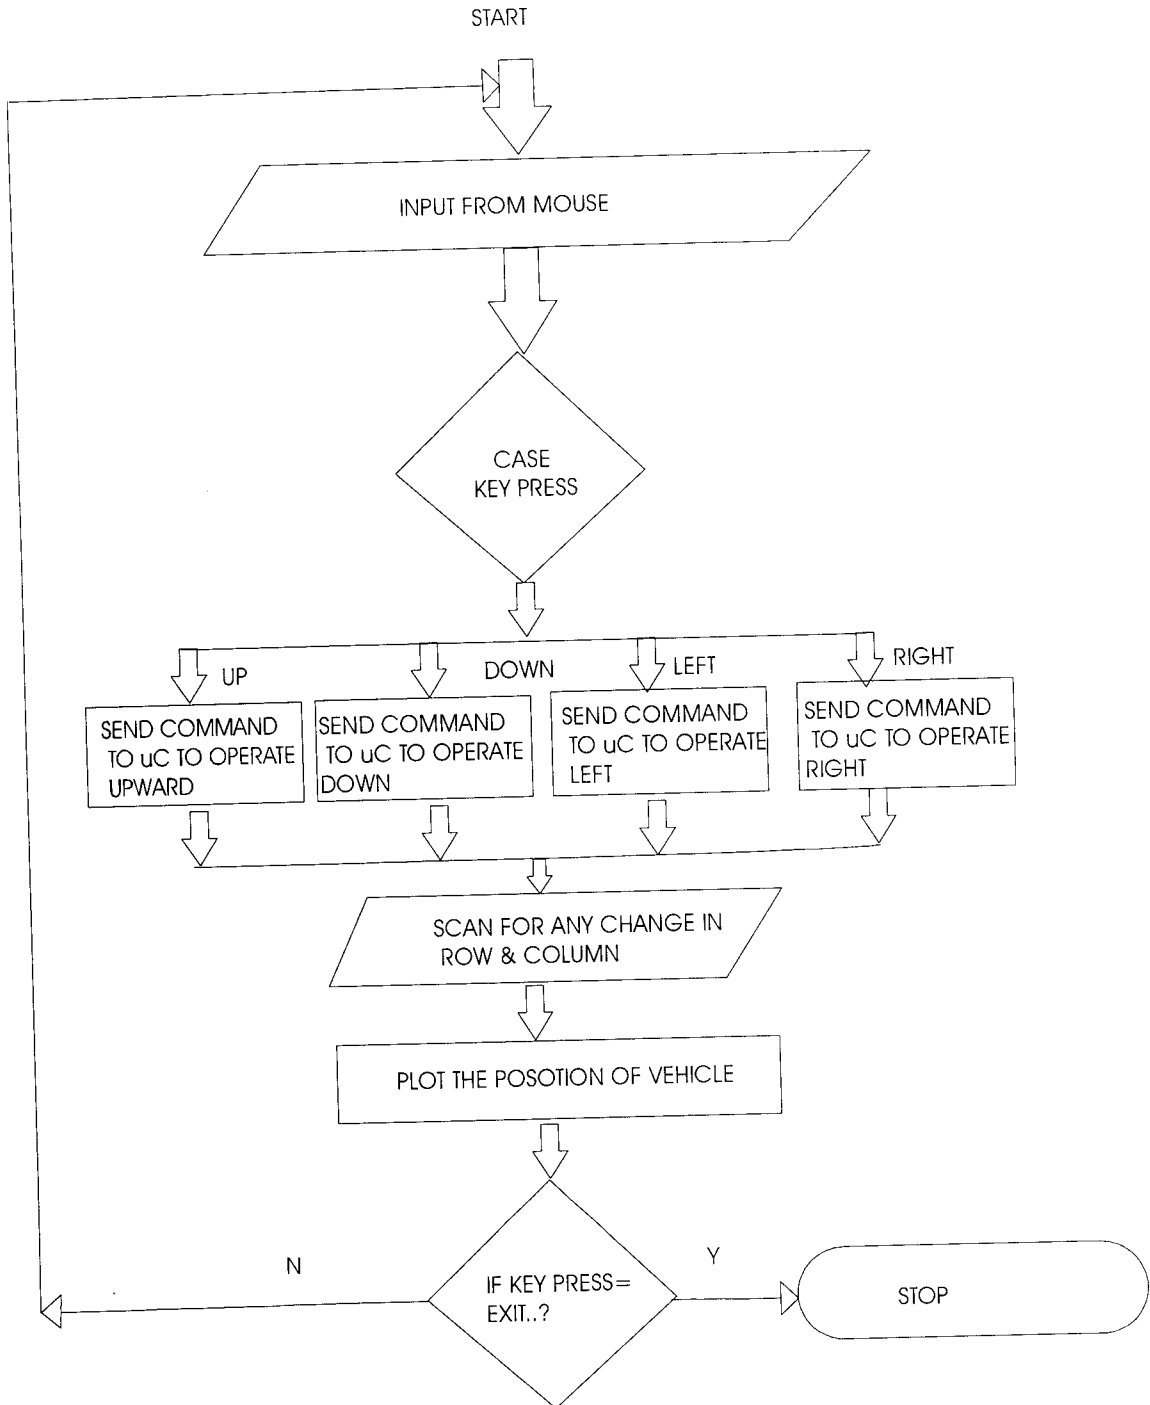 START
INPUT FROM MOUSE
CASE
KEY PRESS
UP
DOWN
LEFT
RIGHT
SEND COMMAND
TO uC TO OPERATE
UPWARD
SEND COMMAND
TO uC TO OPERATE
DOWN
SEND COMMAND
TO uC TO OPERATE
LEFT
SEND COMMAND
TO uC TO OPERATE
RIGHT
SCAN FOR ANY CHANGE IN
ROW & COLUMN
PLOT THE POSOTION OF VEHICLE
N
Y
IF KEY PRESS=
EXIT..?
STOP